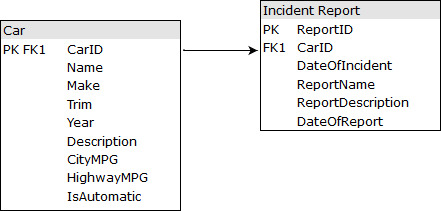 Car
PK FK1 CarID
Name
Make
Trim
Year
Description
CityMPG
HighwayMPG
IsAutomatic
Incident Report
PK ReportID
FK1 CarID
DateOfIncident
ReportName
ReportDescription
DateOfReport